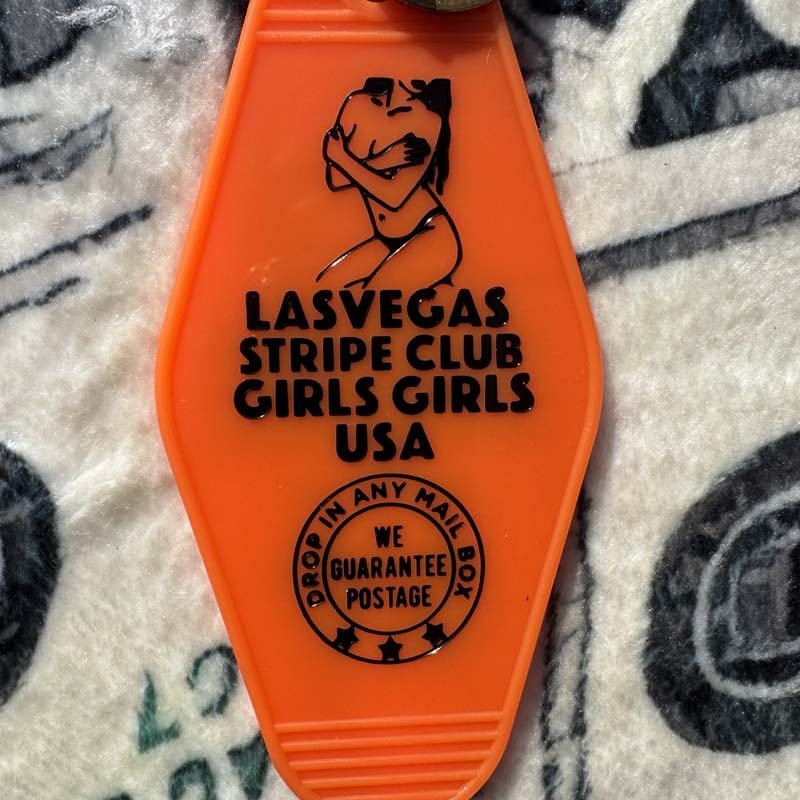 LASVEGAS
STRIPE CLUB
GIRLS GIRLS
USA
DROP IN ANY MAIL BOX
WE
GUARANTEE
POSTAGE